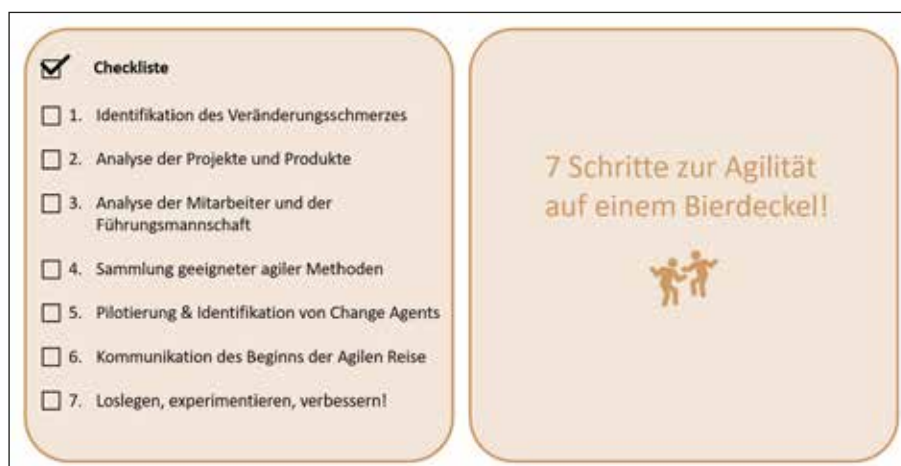 Checkliste
1. Identifikation des Veränderungsschmerzes
2. Analyse der Projekte und Produkte
3. Analyse der Mitarbeiter und der
Führungsmannschaft
4. Sammlung geeigneter agiler Methoden
5. Pilotierung & Identifikation von Change Agents
6. Kommunikation des Beginns der Agilen Reise
7. Loslegen, experimentieren, verbessern!
7 Schritte zur Agilität
auf einem Bierdeckel!